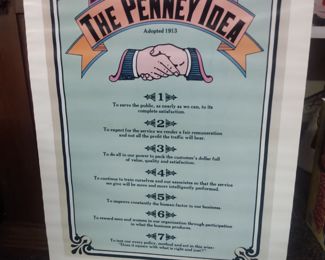 THE PENNEY IDEA
Adopted 1913
1
To serve the public, as nearly as we can, to its
complete satisfaction.
2
To expect for the service we render a fair remuneration
and not all the profit the traffic will bear.
3
To do all in our power to pack the customer's dollar full
of value, quality and satisfaction.
4
To continue to train ourselves and our associates so that the service
we give will be more and more intelligently performed.
5
To improve constantly the human factor in our business.
6
To reward men and women in our organization through participation
in what the business produces.
7
To test our every policy, method and act in this wise:
"Does it square with what is right and just?"